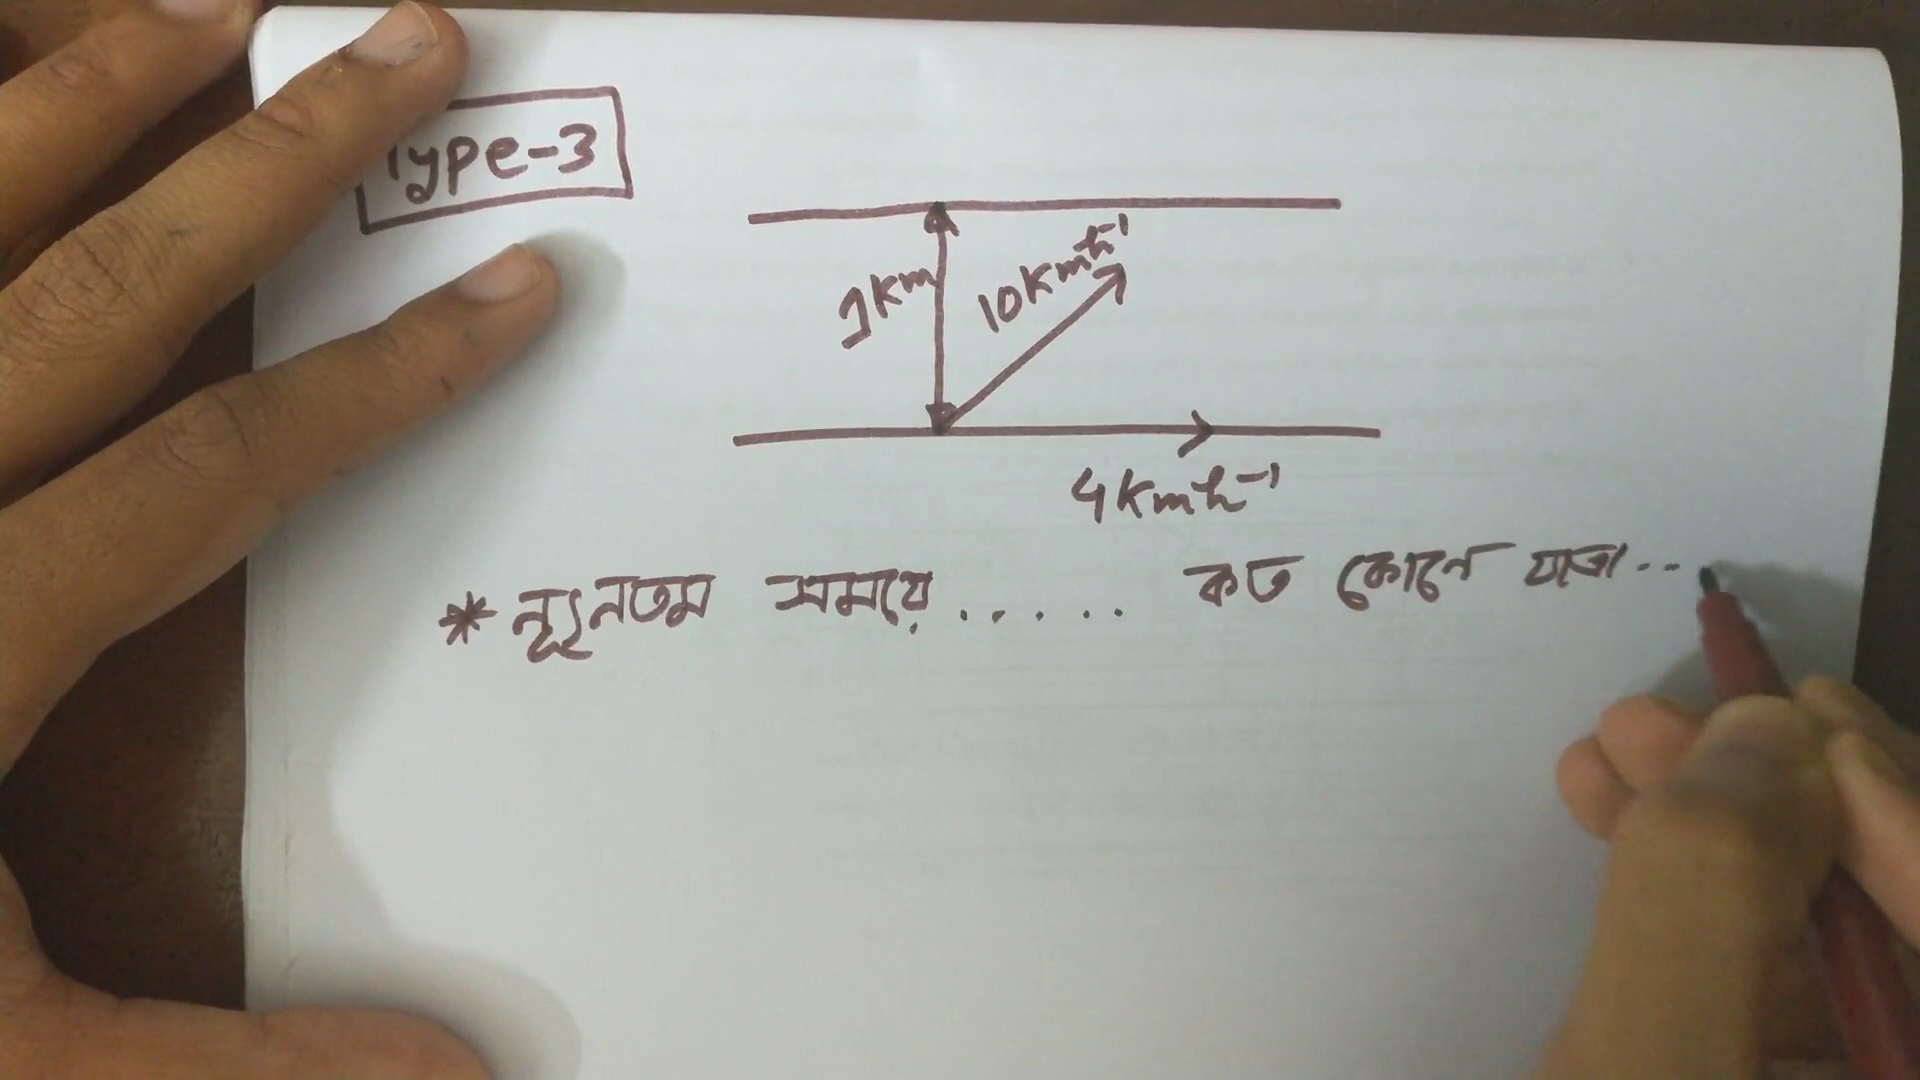 Type-3
1km
10kmh⁻¹
4kmh⁻¹
* ন্যূনতম সময়ে..... কত কোণে যাত্রা...